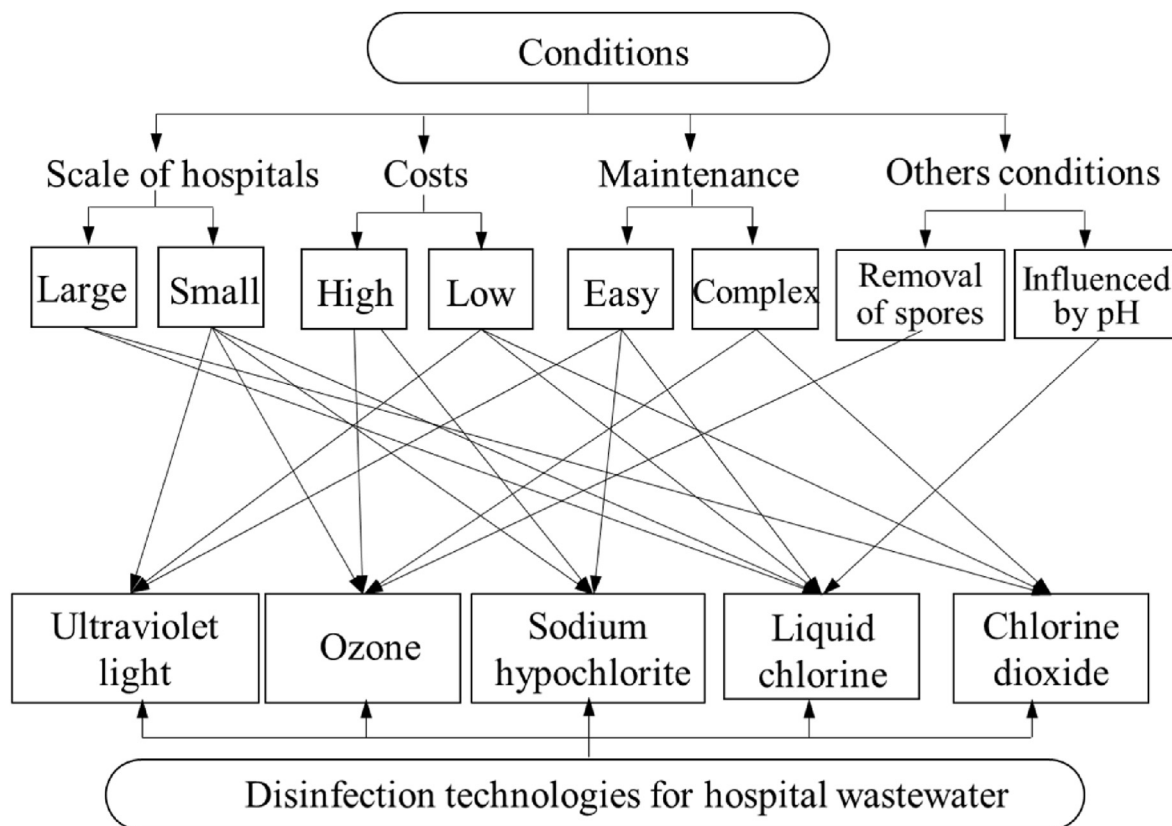 Conditions
Scale of hospitals
Costs
Maintenance
Others conditions
Large
Small
High
Low
Easy
Complex
Removal
of spores
Influenced
by pH
Ultraviolet
light
Ozone
Sodium
hypochlorite
Liquid
chlorine
Chlorine
dioxide
Disinfection technologies for hospital wastewater